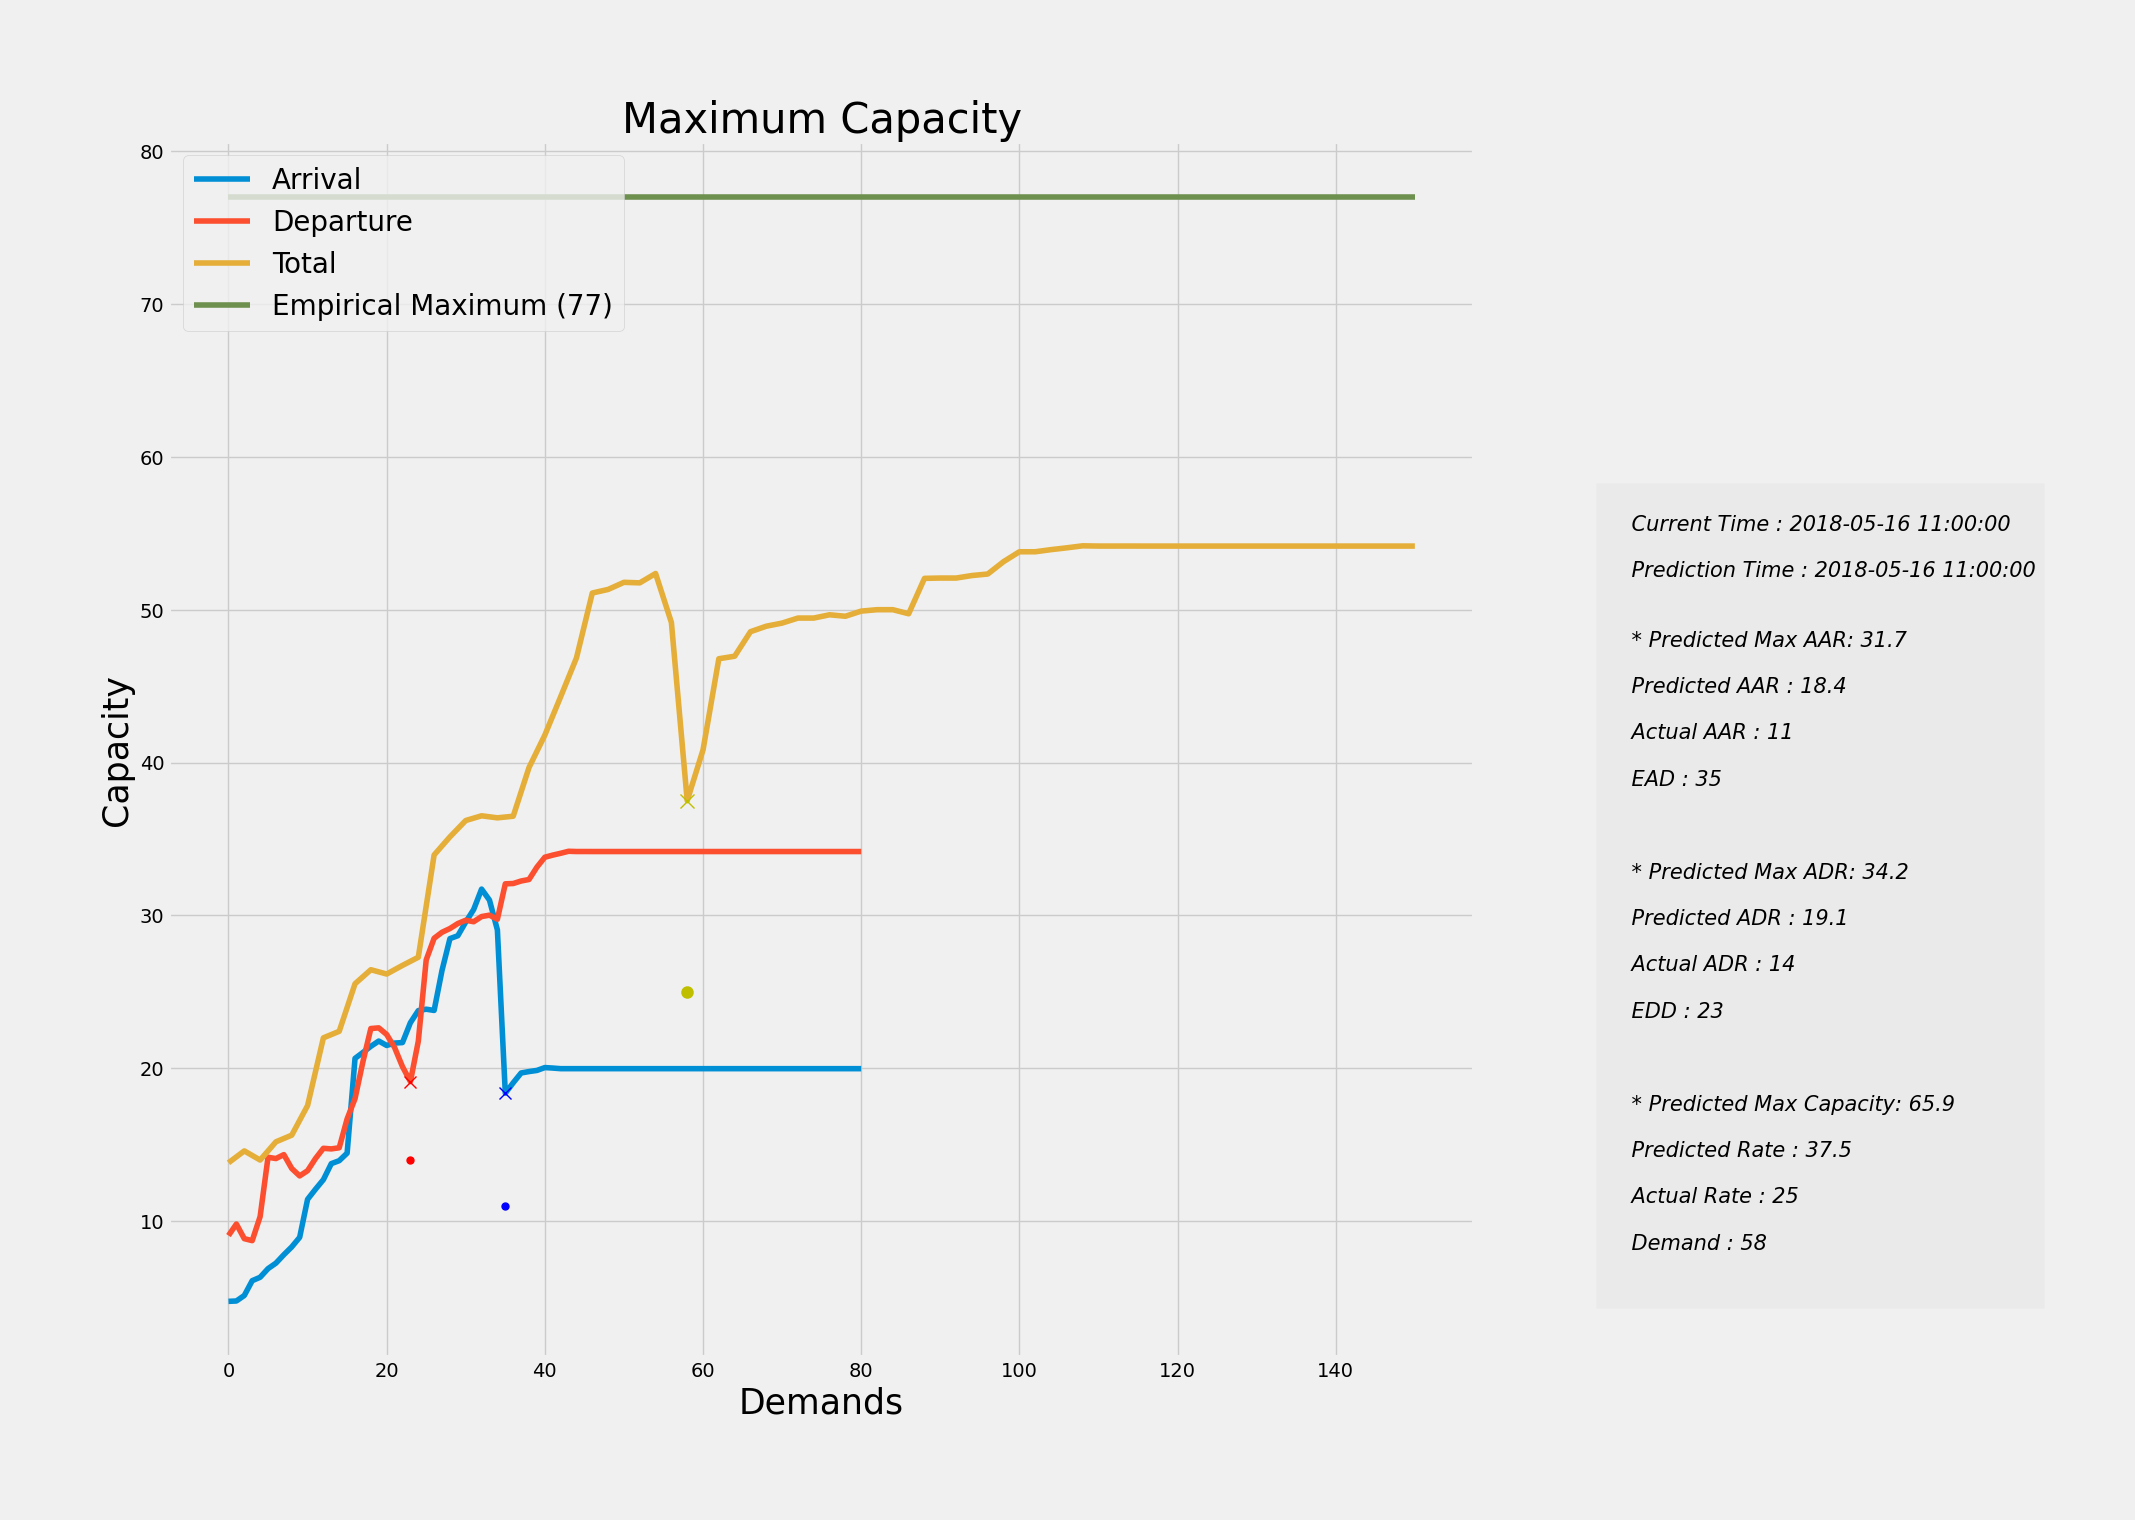 Maximum Capacity
Arrival
Departure
Total
Empirical Maximum (77)
80
70
60
50
40
30
20
10
Capacity
0 20 40 60 80 100 120 140
Demands
Current Time : 2018-05-16 11:00:00
Prediction Time : 2018-05-16 11:00:00
* Predicted Max AAR: 31.7
Predicted AAR : 18.4
Actual AAR : 11
EAD : 35
* Predicted Max ADR: 34.2
Predicted ADR : 19.1
Actual ADR : 14
EDD : 23
* Predicted Max Capacity: 65.9
Predicted Rate : 37.5
Actual Rate : 25
Demand : 58